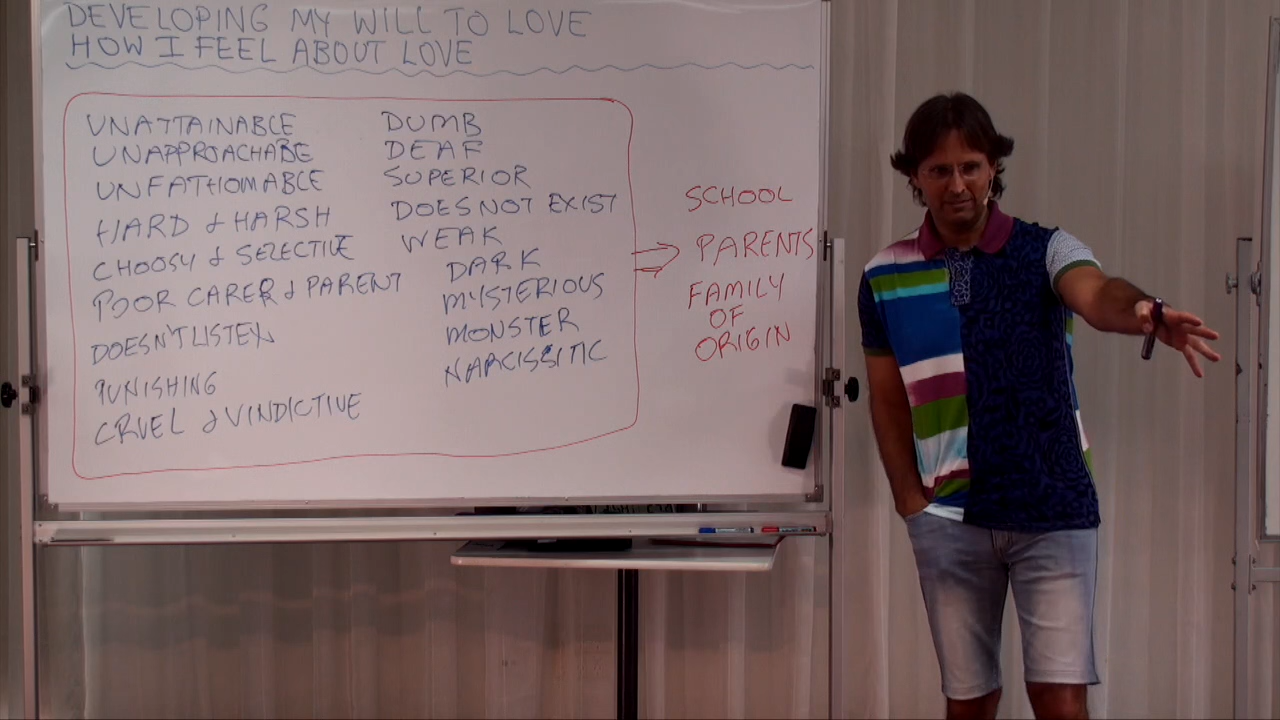 DEVELOPING MY WILL TO LOVE
HOW I FEEL ABOUT LOVE
UNATTAINABLE
UNAPPROACHABE
UNFATHOMABLE
HARD & HARSH
CHOOSY & SELECTIVE
POOR CARER & PARENT
DOESN'T LISTEN
PUNISHING
CRUEL & VINDICTIVE
DUMB
DEAF
SUPERIOR
DOES NOT EXIST
WEAK
DARK
MYSTERIOUS
MONSTER
NARCISSITIC
SCHOOL
PARENTS
FAMILY
OF
ORIGIN